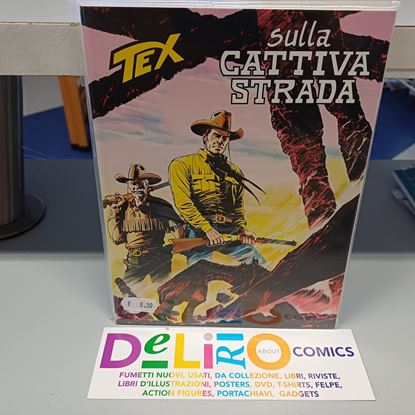 TEX
sulla
CATTIVA
STRADA
€ 6,50
DeLiRiO ABOUT COMICS
FUMETTI NUOVI, USATI, DA COLLEZIONE, LIBRI, RIVISTE,
LIBRI D'ILLUSTRAZIONI, POSTERS, DVD, T-SHIRTS, FELPE,
ACTION FIGURES, PORTACHIAVI, GADGETS